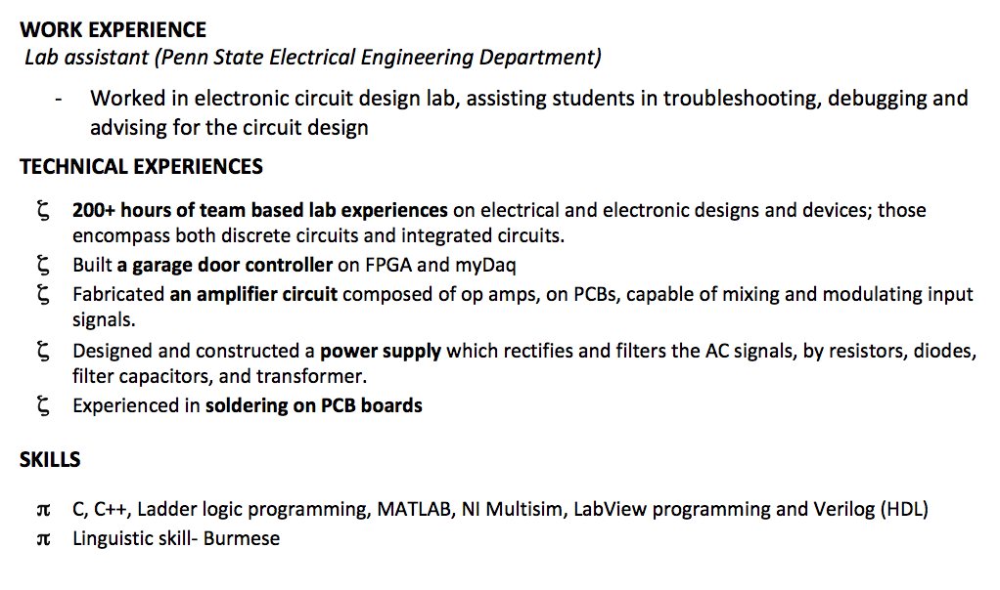 WORK EXPERIENCE
Lab assistant (Penn State Electrical Engineering Department)
- Worked in electronic circuit design lab, assisting students in troubleshooting, debugging and
advising for the circuit design
TECHNICAL EXPERIENCES
ζ 200+ hours of team based lab experiences on electrical and electronic designs and devices; those
encompass both discrete circuits and integrated circuits.
ζ Built a garage door controller on FPGA and myDaq
ζ Fabricated an amplifier circuit composed of op amps, on PCBs, capable of mixing and modulating input
signals.
ζ Designed and constructed a power supply which rectifies and filters the AC signals, by resistors, diodes,
filter capacitors, and transformer.
ζ Experienced in soldering on PCB boards
SKILLS
π C, C++, Ladder logic programming, MATLAB, NI Multisim, LabView programming and Verilog (HDL)
π Linguistic skill- Burmese